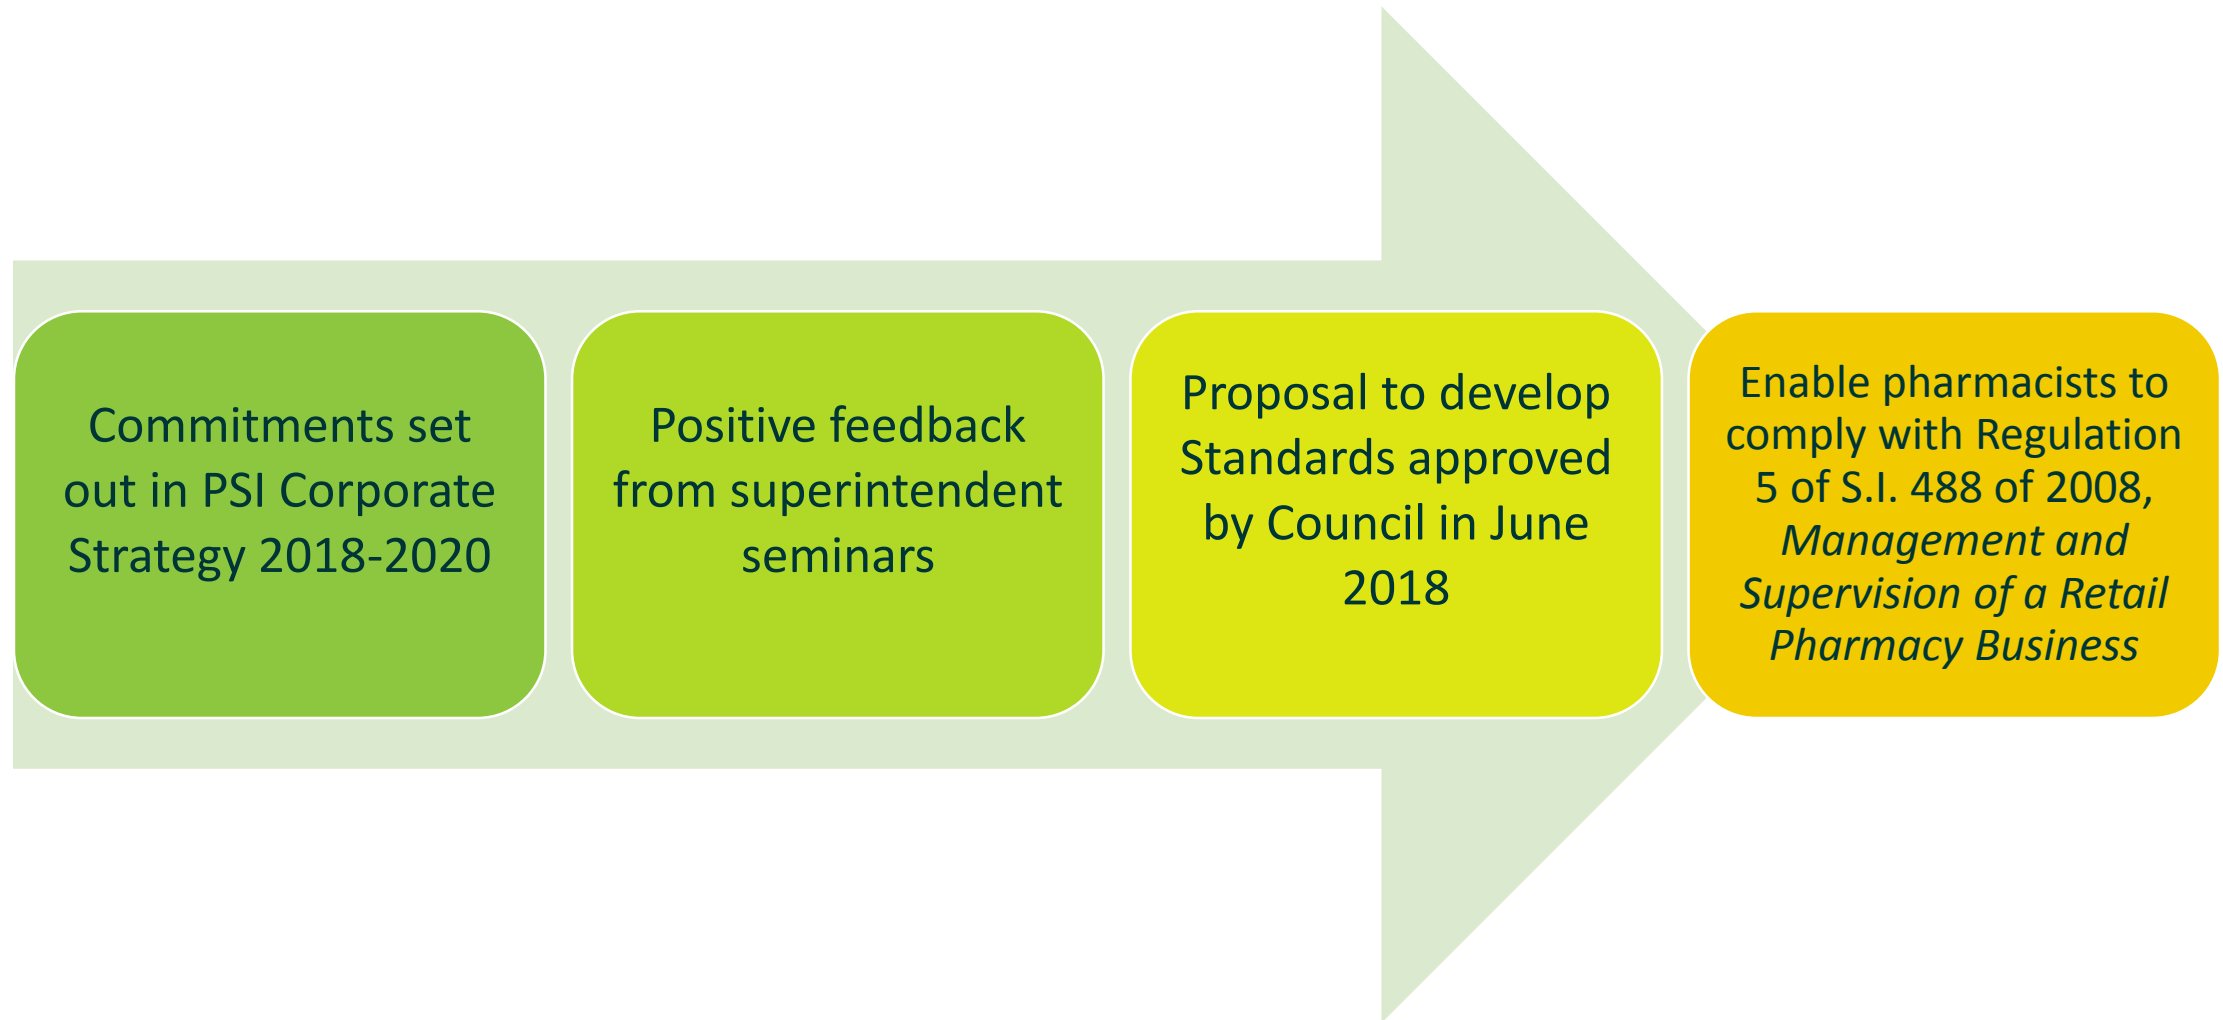 Commitments set
out in PSI Corporate
Strategy 2018-2020
Positive feedback
from superintendent
seminars
Proposal to develop
Standards approved
by Council in June
2018
Enable pharmacists to
comply with Regulation
5 of S.I. 488 of 2008,
Management and
Supervision of a Retail
Pharmacy Business